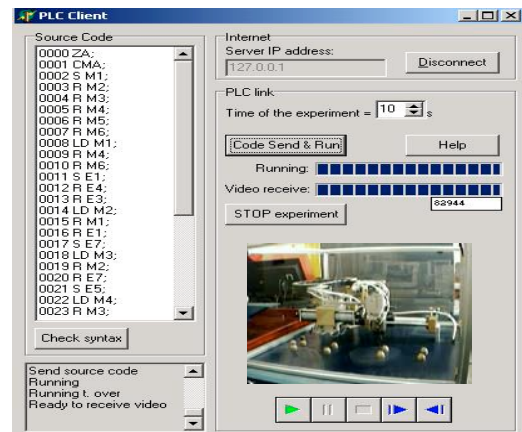 PLC Client
Source Code
0000 ZA;
0001 CMA;
0002 S M1;
0003 R M2;
0004 R M3;
0005 R M4;
0006 R M5;
0007 R M6;
0008 LD M1;
0009 R M4;
0010 R M6;
0011 S E1;
0012 R E4;
0013 R E3;
0014 LD M2;
0015 R M1;
0016 R E1;
0017 S E7;
0018 LD M3;
0019 R M2;
0020 R E7;
0021 S E5;
0022 LD M4;
0023 R M3;
Check syntax
Send source code
Running
Running t. over
Ready to receive video
Internet
Server IP address:
127.0.0.1
Disconnect
PLC link
Time of the experiment = 10 s
Code Send & Run
Help
Running:
Video receive:
82944
STOP experiment